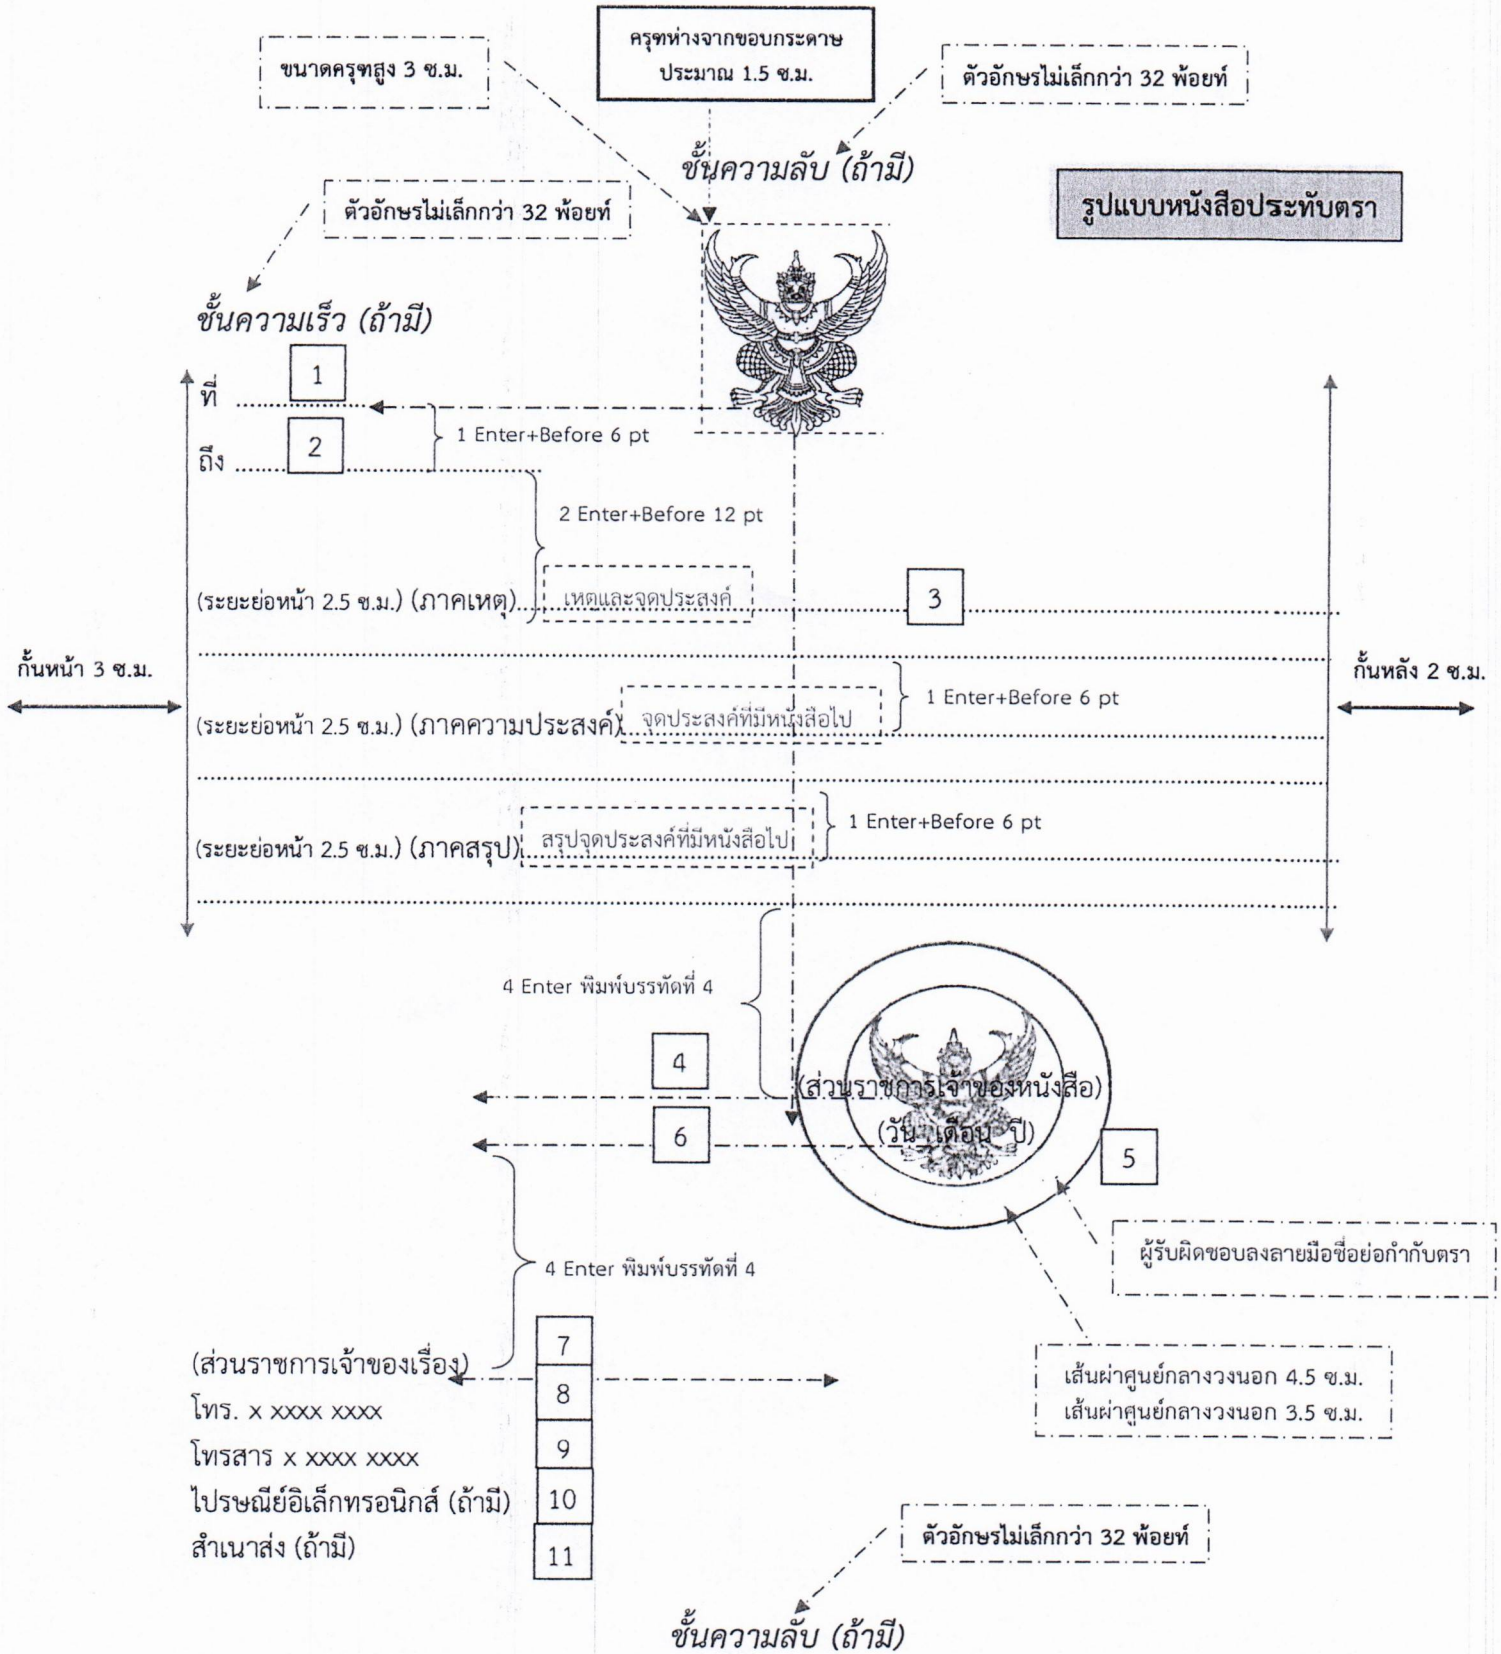 ครุฑห่างจากขอบกระดาษ
ประมาณ 1.5 ซ.ม.
ขนาดครุฑสูง 3 ซ.ม.
ตัวอักษรไม่เล็กกว่า 32 พ้อยท์
ชั้นความลับ (ถ้ามี)
รูปแบบหนังสือประทับตรา
ตัวอักษรไม่เล็กกว่า 32 พ้อยท์
ชั้นความเร็ว (ถ้ามี)
1
ที่ ....................
1 Enter+Before 6 pt
2
ถึง ....................
2 Enter+Before 12 pt
(ระยะย่อหน้า 2.5 ซ.ม.) (ภาคเหตุ) เหตุและจุดประสงค์ 3
กั้นหน้า 3 ซ.ม.
กั้นหลัง 2 ซ.ม.
1 Enter+Before 6 pt
(ระยะย่อหน้า 2.5 ซ.ม.) (ภาคความประสงค์) จุดประสงค์ที่มีหนังสือไป
1 Enter+Before 6 pt
(ระยะย่อหน้า 2.5 ซ.ม.) (ภาคสรุป) สรุปจุดประสงค์ที่มีหนังสือไป
4 Enter พิมพ์บรรทัดที่ 4
4
(ส่วนราชการเจ้าของหนังสือ)
6
(วัน เดือน ปี)
5
ผู้รับผิดชอบลงลายมือชื่อย่อกำกับตรา
4 Enter พิมพ์บรรทัดที่ 4
(ส่วนราชการเจ้าของเรื่อง) 7
เส้นผ่าศูนย์กลางวงนอก 4.5 ซ.ม.
เส้นผ่าศูนย์กลางวงนอก 3.5 ซ.ม.
โทร. x xxxx xxxx 8
โทรสาร x xxxx xxxx 9
ไปรษณีย์อิเล็กทรอนิกส์ (ถ้ามี) 10
สำเนาส่ง (ถ้ามี) 11
ตัวอักษรไม่เล็กกว่า 32 พ้อยท์
ชั้นความลับ (ถ้ามี)